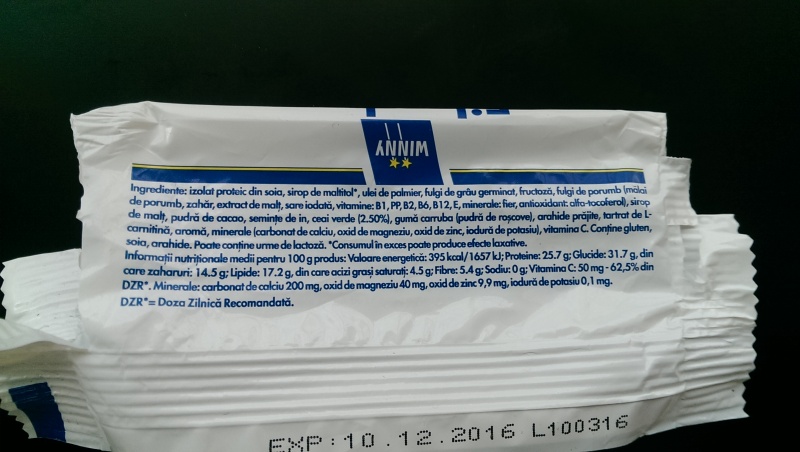 WINNY
Ingrediente: izolat proteic din soia, sirop de maltitol*, ulei de palmier, fulgi de grâu germinat, fructoză, fulgi de porumb (mălai
de porumb, zahăr, extract de malț, sare iodată, vitamine: B1, PP, B2, B6, B12, E, minerale: fier, antioxidant: alfa-tocoferol), sirop
de malț, pudră de cacao, semințe de in, ceai verde (2.50%), gumă carruba (pudră de roșcove), arahide prăjite, tartrat de L-
carnitină, aromă, minerale (carbonat de calciu, oxid de magneziu, oxid de zinc, iodură de potasiu), vitamina C. Conține gluten,
soia, arahide. Poate conține urme de lactoză. *Consumul în exces poate produce efecte laxative.
Informații nutriționale medii pentru 100 g produs: Valoare energetică: 395 kcal/1657 kJ; Proteine: 25.7 g; Glucide: 31.7 g, din
care zaharuri: 14.5 g; Lipide: 17.2 g, din care acizi grași saturați: 4.5 g; Fibre: 5.4 g; Sodiu: 0 g; Vitamina C: 50 mg - 62,5% din
DZR*. Minerale: carbonat de calciu 200 mg, oxid de magneziu 40 mg, oxid de zinc 9,9 mg, iodură de potasiu 0,1 mg.
DZR*= Doza Zilnică Recomandată.
EXP:10.12.2016 L100316